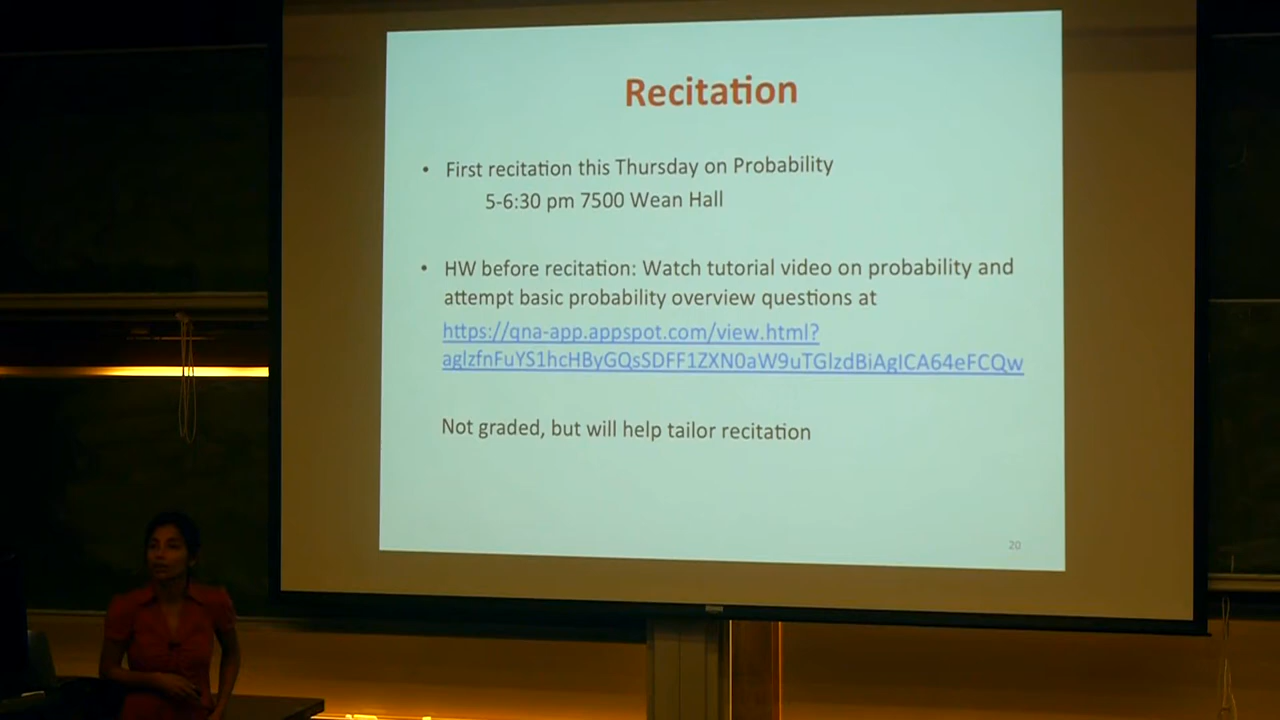 Recitation
• First recitation this Thursday on Probability
5-6:30 pm 7500 Wean Hall
• HW before recitation: Watch tutorial video on probability and
attempt basic probability overview questions at
https://qna-app.appspot.com/view.html?
aglzfnFuYS1hcHByGQsSDFF1ZXN0aW9uTGlzdBiAgICA64eFCQw
Not graded, but will help tailor recitation
20